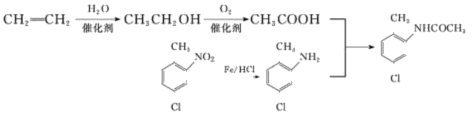 CH₂═CH₂ H₂O 催化剂 CH₃CH₂OH O₂ 催化剂 CH₃COOH
CH₃ NO₂ Cl Fe/HCl CH₃ NH₂ Cl
CH₃ NHCOCH₃ Cl